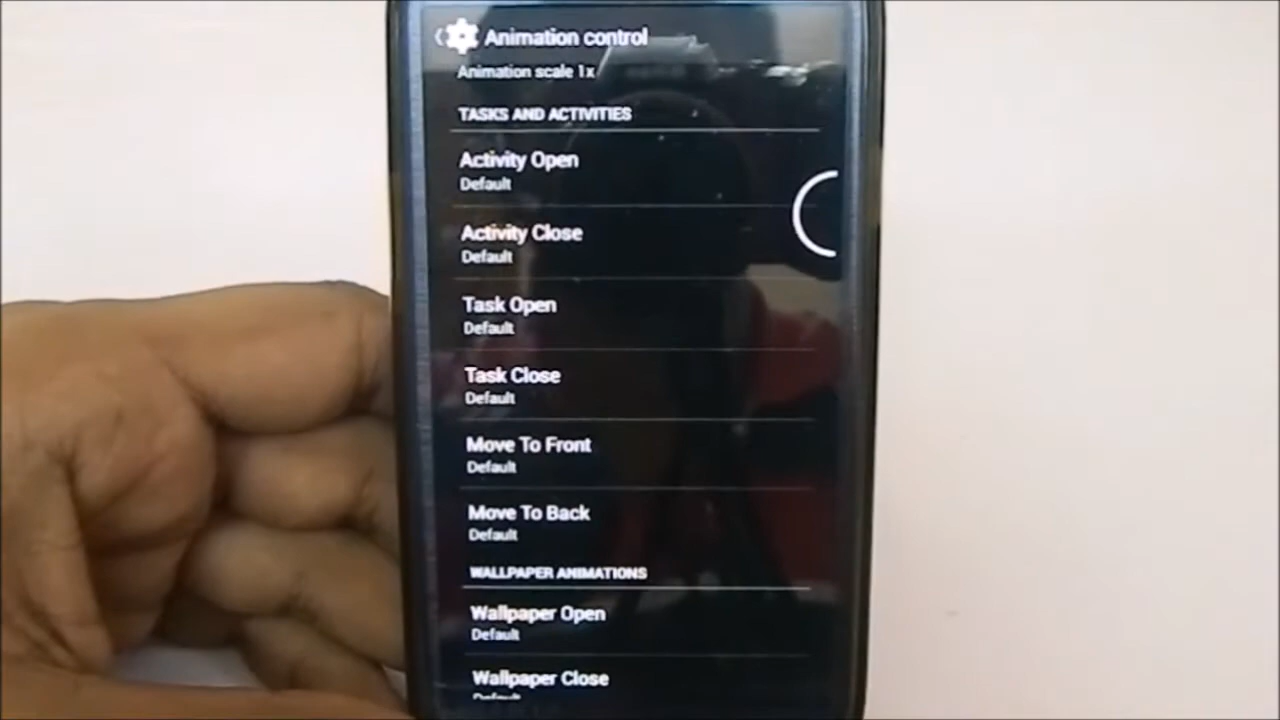 Animation control
Animation scale 1x
TASKS AND ACTIVITIES
Activity Open
Default
Activity Close
Default
Task Open
Default
Task Close
Default
Move To Front
Default
Move To Back
Default
WALLPAPER ANIMATIONS
Wallpaper Open
Default
Wallpaper Close
Default